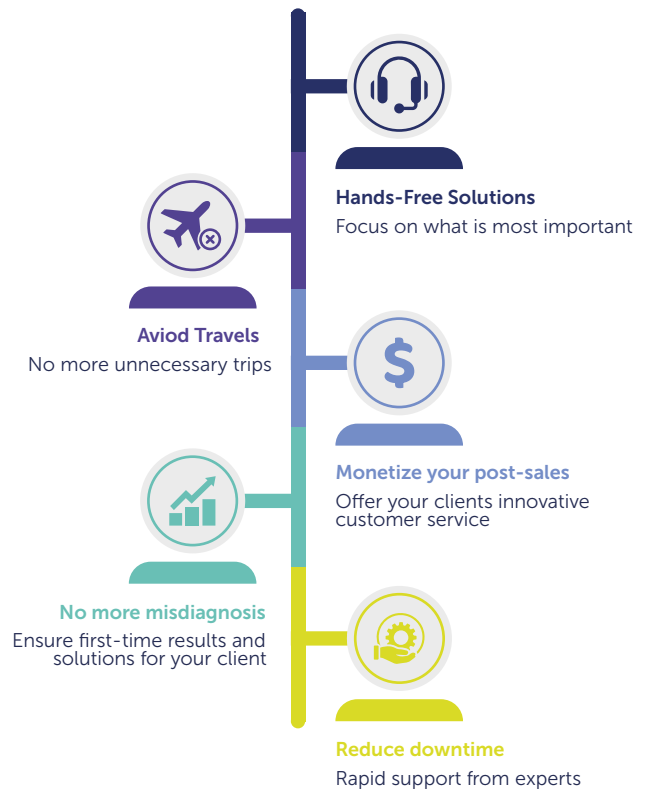 Hands-Free Solutions
Focus on what is most important
Aviod Travels
No more unnecessary trips
$
Monetize your post-sales
Offer your clients innovative
customer service
No more misdiagnosis
Ensure first-time results and
solutions for your client
Reduce downtime
Rapid support from experts